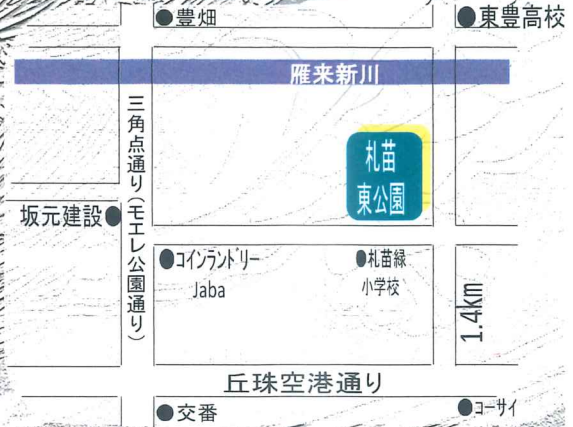 豊畑
東豊高校
雁来新川
三角点通り（モエレ公園通り）
札苗
東公園
坂元建設
コインランドリー
Jaba
札苗緑
小学校
1.4km
丘珠空港通り
交番
コーサイ